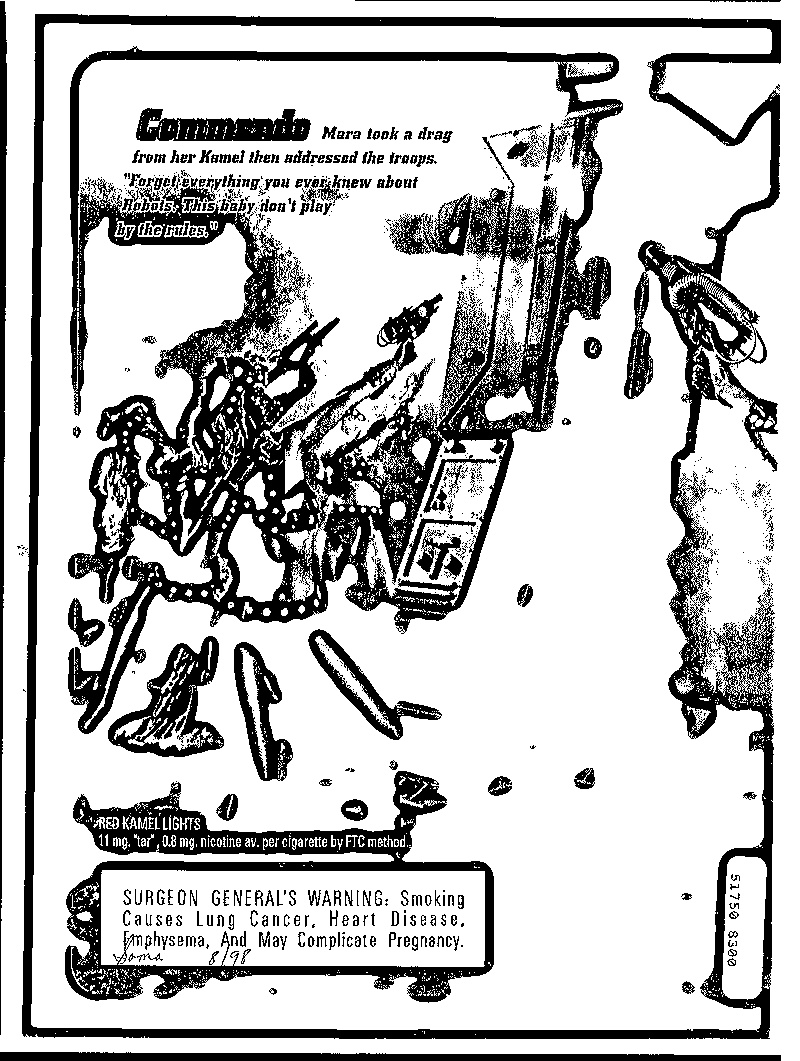 Commando Mara took a drag
from her Kamel then addressed the troops.
"Forget everything you ever knew about
Robots. This baby don't play
by the rules."
RED KAMEL LIGHTS
11 mg. "tar", 0.8 mg. nicotine av. per cigarette by FTC method.
SURGEON GENERAL'S WARNING: Smoking
Causes Lung Cancer, Heart Disease,
Emphysema, And May Complicate Pregnancy.
Soma 8/98
51750 8300